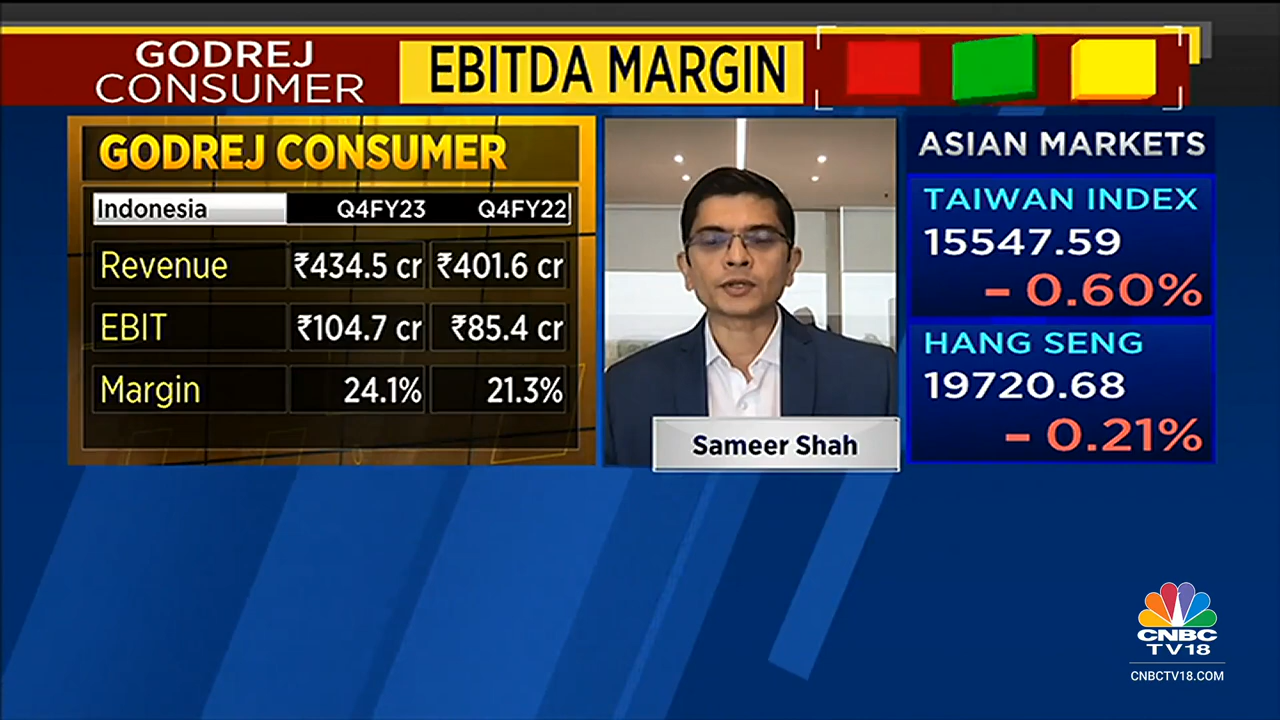 GODREJ
CONSUMER
EBITDA MARGIN
GODREJ CONSUMER
Indonesia Q4FY23 Q4FY22
Revenue ₹434.5 cr ₹401.6 cr
EBIT ₹104.7 cr ₹85.4 cr
Margin 24.1% 21.3%
Sameer Shah
ASIAN MARKETS
TAIWAN INDEX
15547.59
- 0.60%
HANG SENG
19720.68
- 0.21%
CNBC
TV18
CNBCTV18.COM